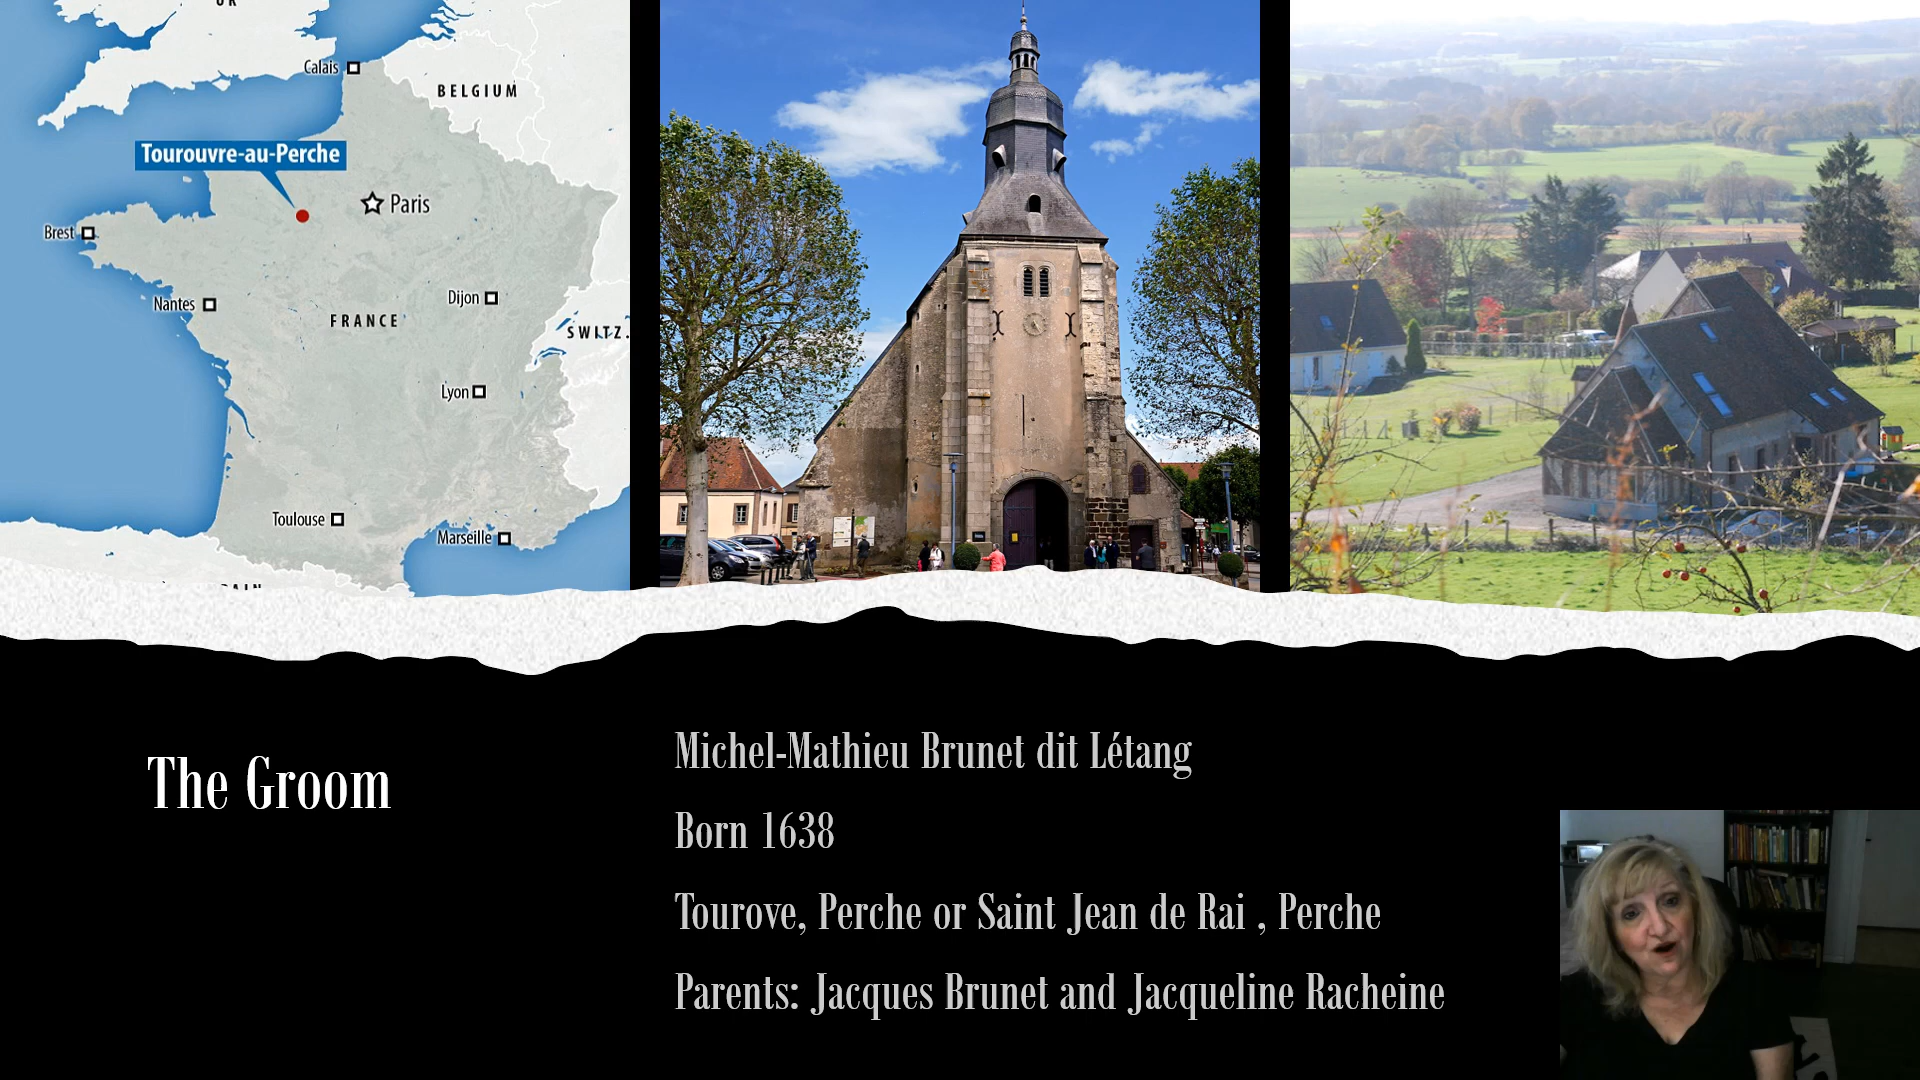 Calais
BELGIUM
Tourouvre-au-Perche
Paris
Brest
Nantes
Dijon
FRANCE
SWITZ.
Lyon
Toulouse
Marseille
The Groom
Michel-Mathieu Brunet dit Létang
Born 1638
Tourove, Perche or Saint Jean de Rai , Perche
Parents: Jacques Brunet and Jacqueline Racheine